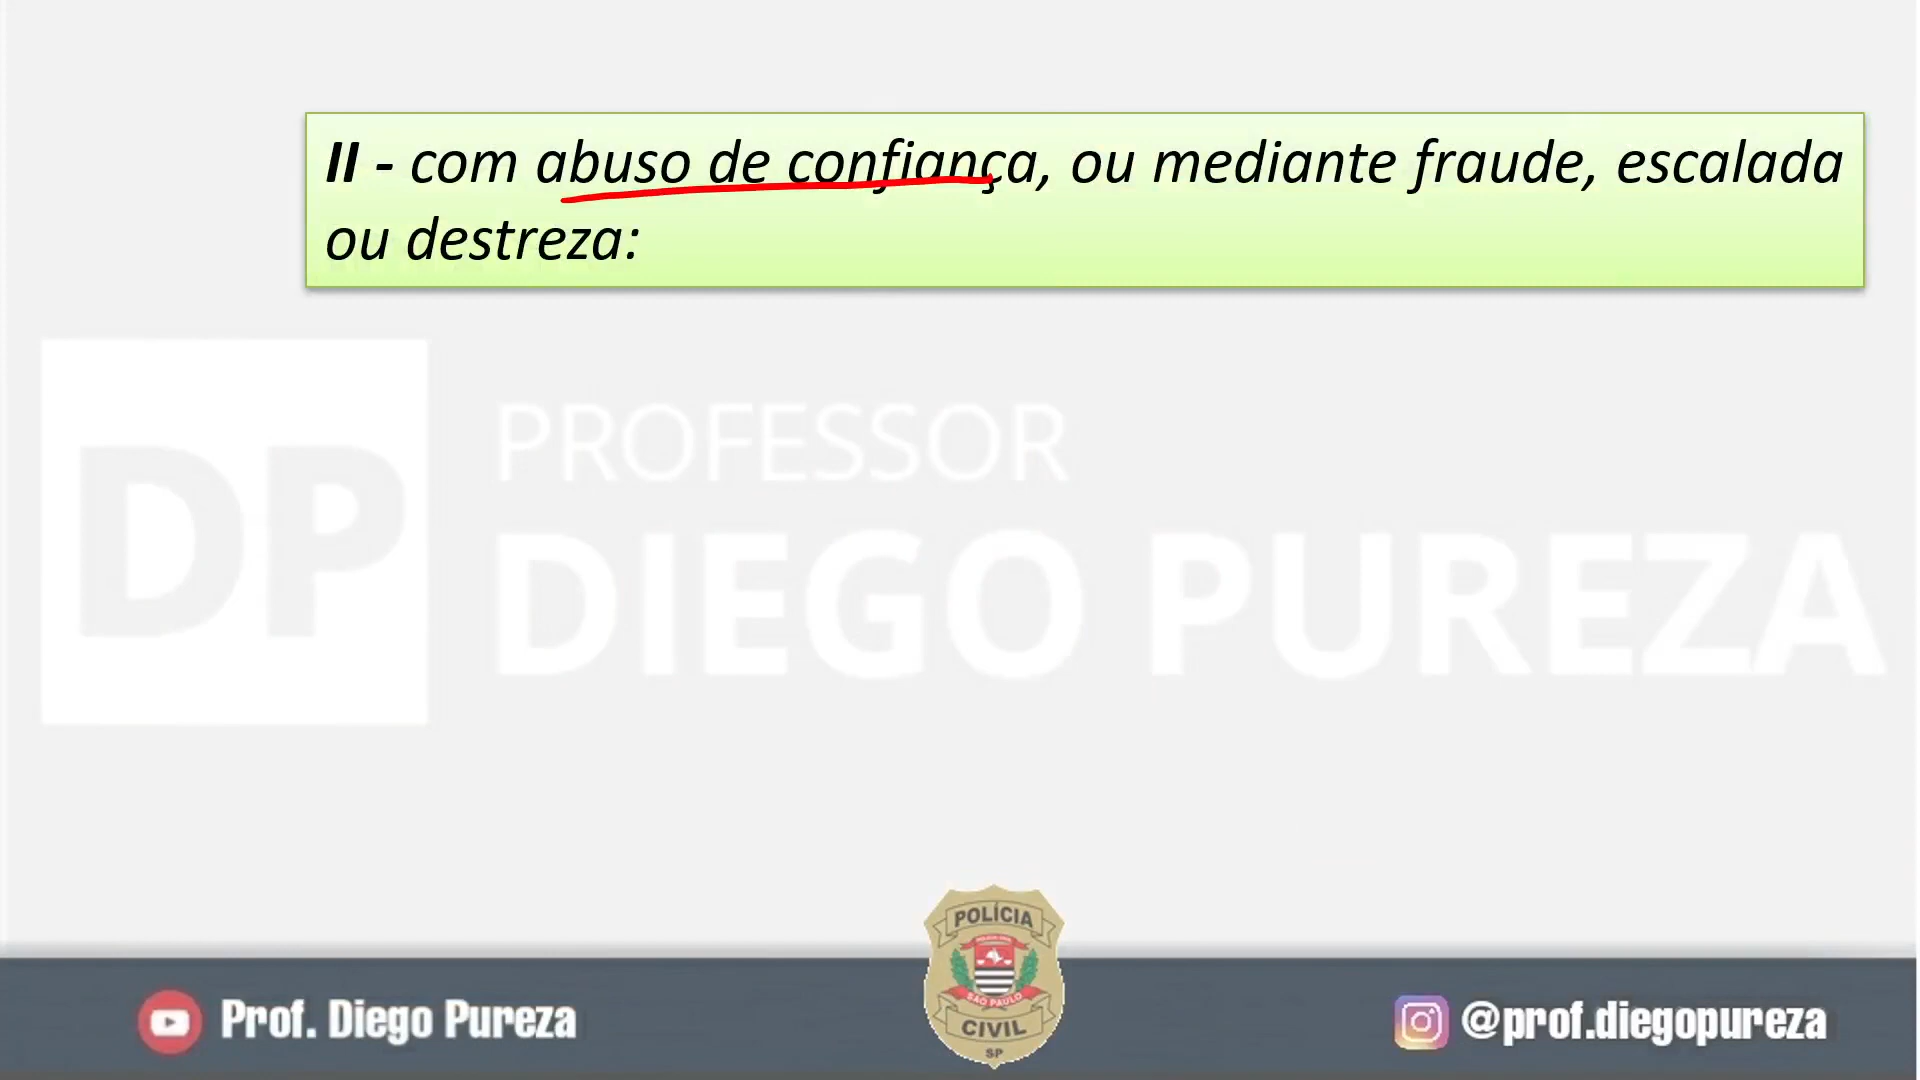 II - com abuso de confiança, ou mediante fraude, escalada
ou destreza:
DP
PROFESSOR
DIEGO PUREZA
POLÍCIA
SÃO PAULO
CIVIL
SP
Prof. Diego Pureza
@prof.diegopureza